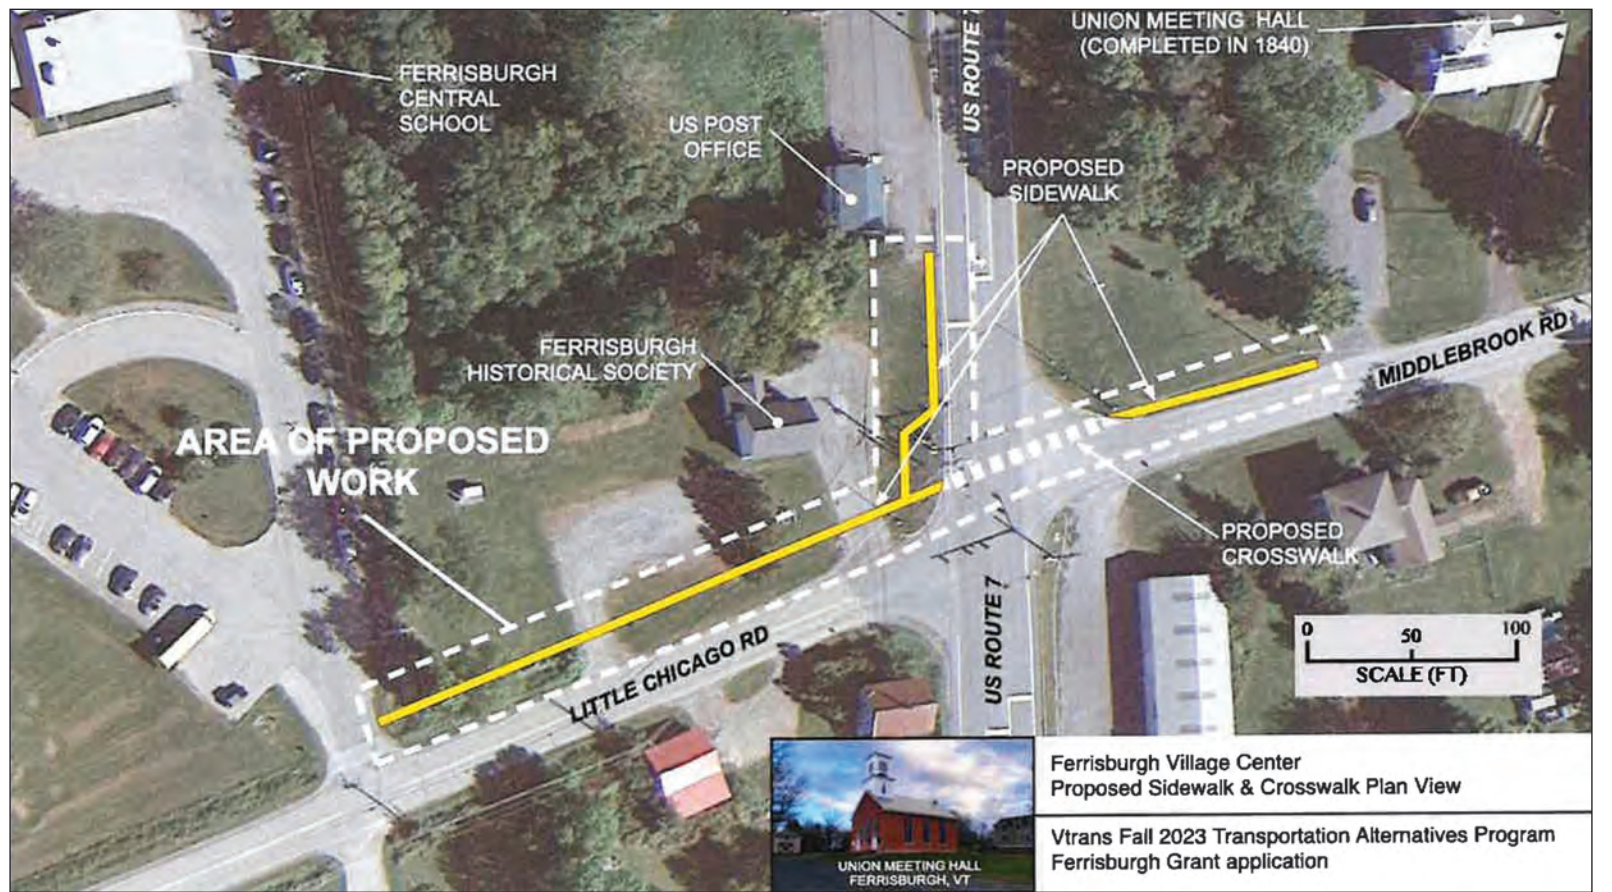 FERRISBURGH
CENTRAL
SCHOOL
US POST
OFFICE
US ROUTE 7
UNION MEETING HALL
(COMPLETED IN 1840)
PROPOSED
SIDEWALK
FERRISBURGH
HISTORICAL SOCIETY
MIDDLEBROOK RD
AREA OF PROPOSED
WORK
PROPOSED
CROSSWALK
LITTLE CHICAGO RD
US ROUTE 7
0 50 100
SCALE (FT)
UNION MEETING HALL
FERRISBURGH, VT
Ferrisburgh Village Center
Proposed Sidewalk & Crosswalk Plan View
Vtrans Fall 2023 Transportation Alternatives Program
Ferrisburgh Grant application